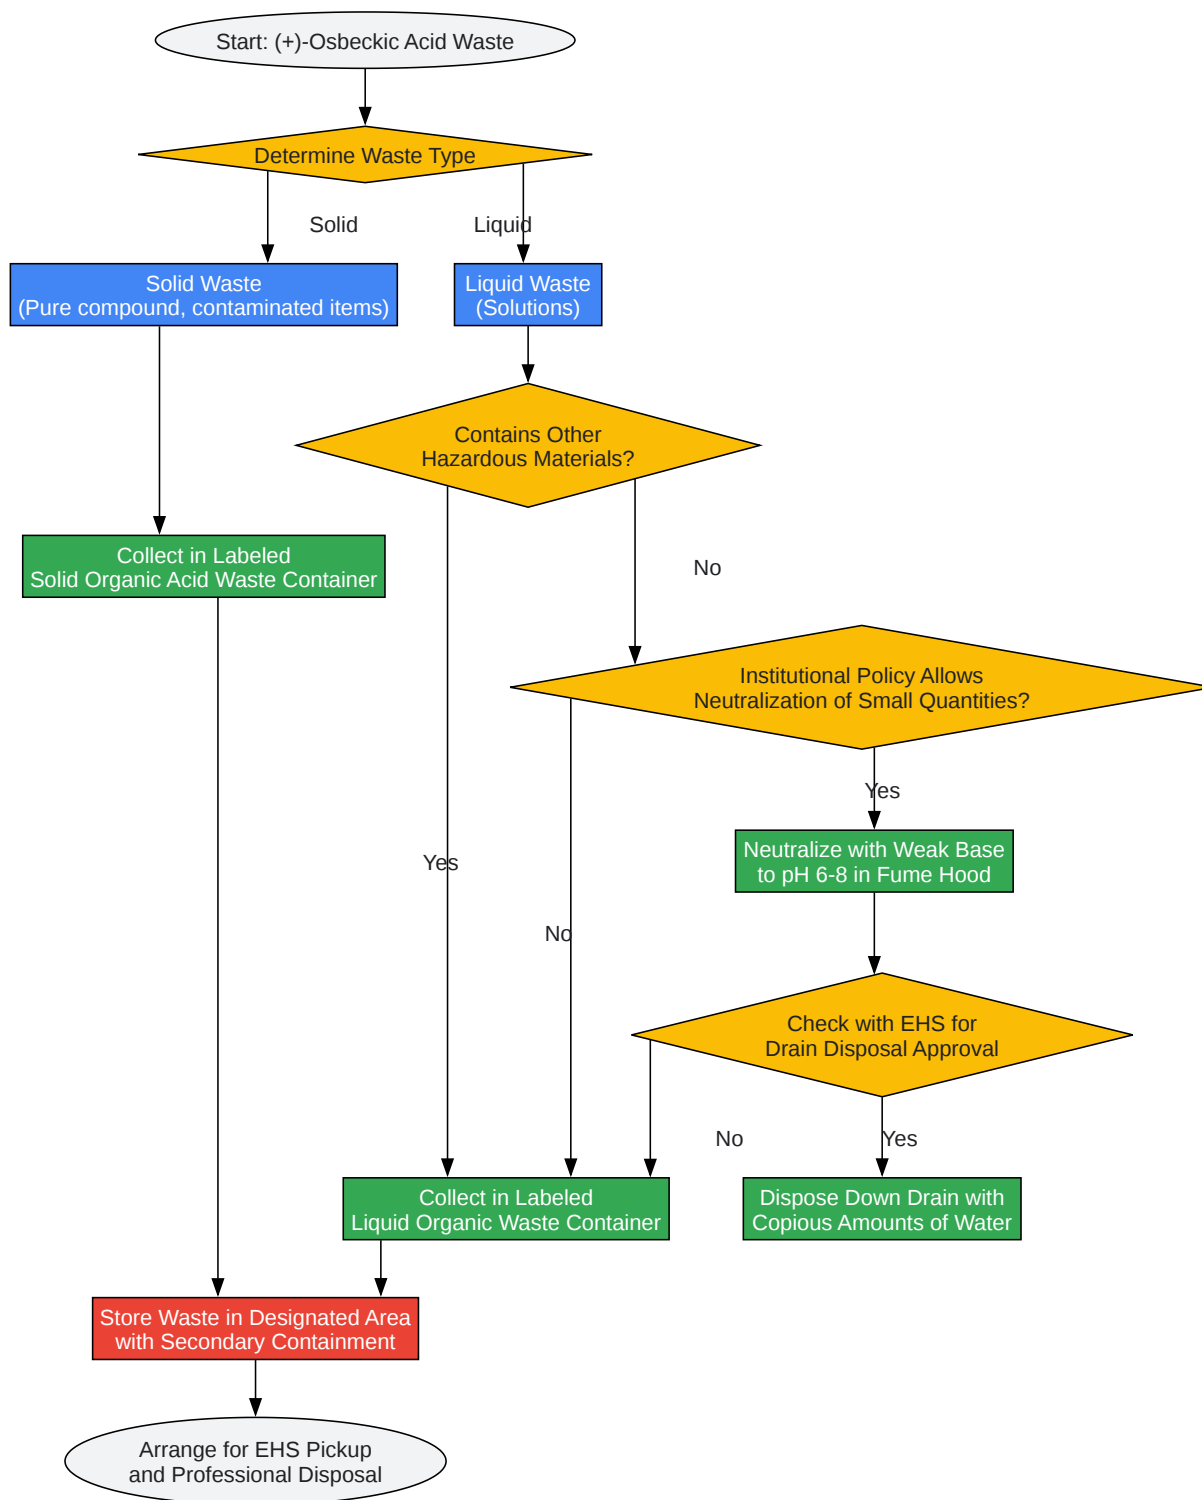 Start: (+)-Osbeckic Acid Waste
Determine Waste Type
Solid
Liquid
Solid Waste
(Pure compound, contaminated items)
Liquid Waste
(Solutions)
Contains Other
Hazardous Materials?
Collect in Labeled
Solid Organic Acid Waste Container
No
Institutional Policy Allows
Neutralization of Small Quantities?
Yes
Neutralize with Weak Base
to pH 6-8 in Fume Hood
Yes
No
Check with EHS for
Drain Disposal Approval
No
Yes
Collect in Labeled
Liquid Organic Waste Container
Dispose Down Drain with
Copious Amounts of Water
Store Waste in Designated Area
with Secondary Containment
Arrange for EHS Pickup
and Professional Disposal